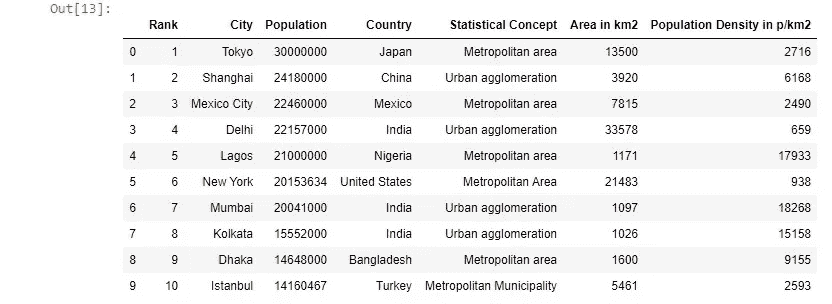 Out[13]:
Rank City Population Country Statistical Concept Area in km2 Population Density in p/km2
0 1 Tokyo 30000000 Japan Metropolitan area 13500 2716
1 2 Shanghai 24180000 China Urban agglomeration 3920 6168
2 3 Mexico City 22460000 Mexico Metropolitan area 7815 2490
3 4 Delhi 22157000 India Urban agglomeration 33578 659
4 5 Lagos 21000000 Nigeria Metropolitan area 1171 17933
5 6 New York 20153634 United States Metropolitan Area 21483 938
6 7 Mumbai 20041000 India Urban agglomeration 1097 18268
7 8 Kolkata 15552000 India Urban agglomeration 1026 15158
8 9 Dhaka 14648000 Bangladesh Metropolitan area 1600 9155
9 10 Istanbul 14160467 Turkey Metropolitan Municipality 5461 2593